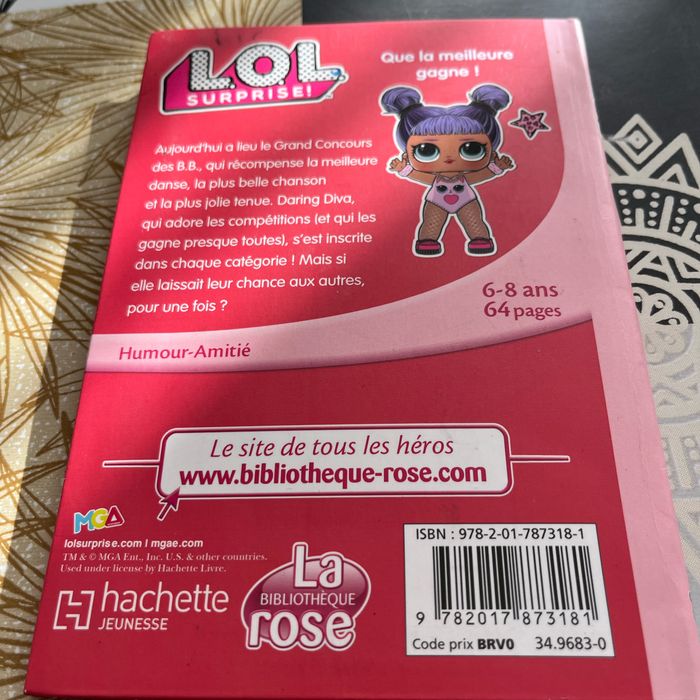 L.O.L.
SURPRISE!
Que la meilleure
gagne !
Aujourd'hui a lieu le Grand Concours
des B.B., qui récompense la meilleure
danse, la plus belle chanson
et la plus jolie tenue. Daring Diva,
qui adore les compétitions (et qui les
gagne presque toutes), s'est inscrite
dans chaque catégorie ! Mais si
elle laissait leur chance aux autres,
pour une fois ?
6-8 ans
64 pages
Humour-Amitié
Le site de tous les héros
www.bibliotheque-rose.com
MGA
lolsurprise.com I mgae.com
TM & © MGA Ent., Inc. U.S. & other countries.
Used under license by Hachette Livre.
hachette
JEUNESSE
La
BIBLIOTHÈQUE
rose
ISBN : 978-2-01-787318-1
9 782017 873181
Code prix BRV0 34.9683-0